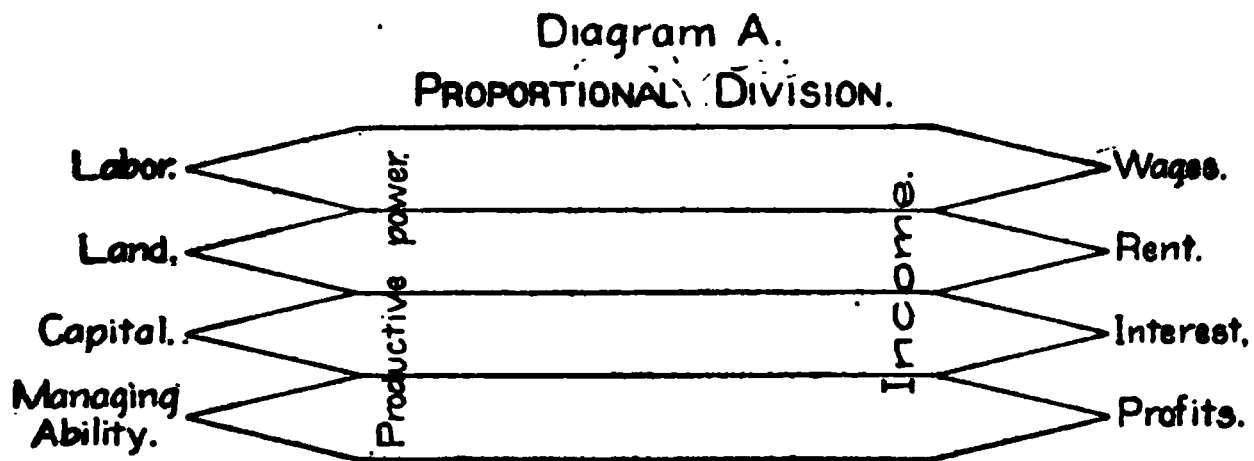 Diagram A.
PROPORTIONAL DIVISION.
Labor.
Land.
Capital.
Managing
Ability.
Productive power.
Income.
Wages.
Rent.
Interest.
Profits.